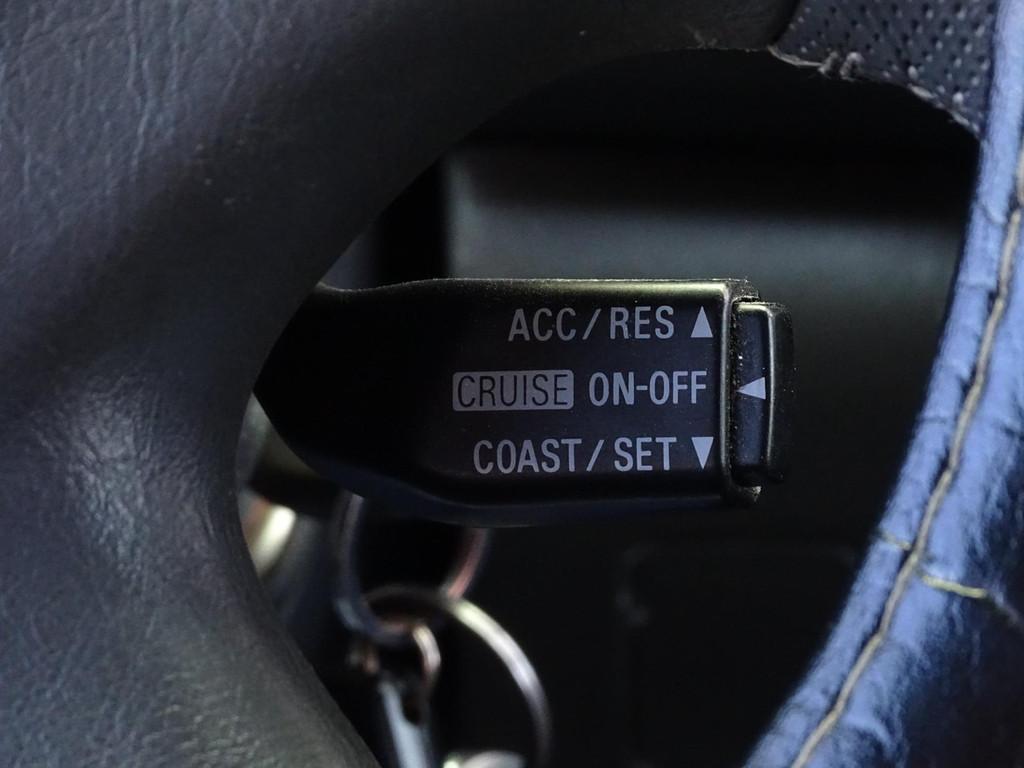 ACC/RES ▲
CRUISE ON-OFF ◀
COAST/SET ▼